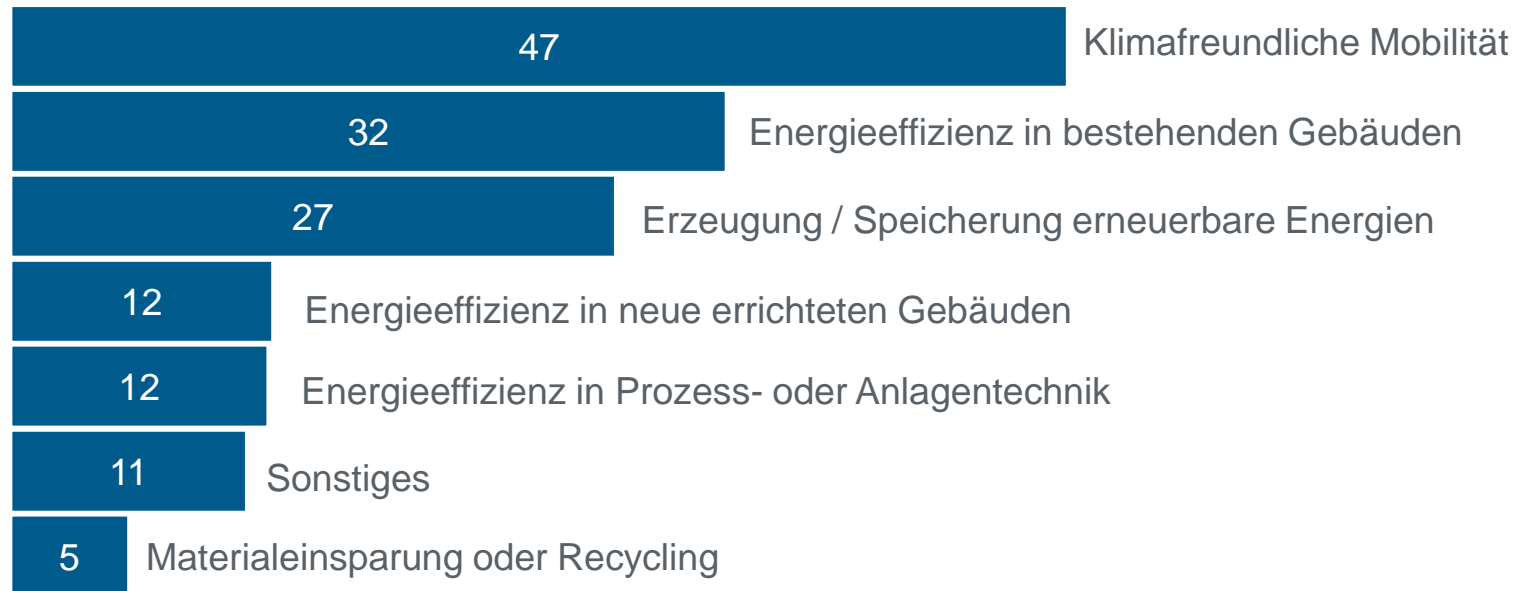 47 Klimafreundliche Mobilität
32 Energieeffizienz in bestehenden Gebäuden
27 Erzeugung / Speicherung erneuerbare Energien
12 Energieeffizienz in neue errichteten Gebäuden
12 Energieeffizienz in Prozess- oder Anlagentechnik
11 Sonstiges
5 Materialeinsparung oder Recycling